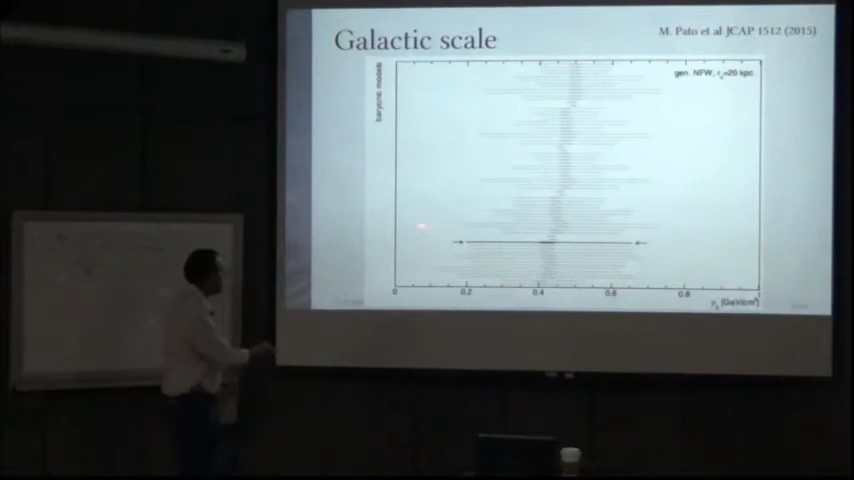 Galactic scale
M. Pato et al JCAP 1512 (2015)
baryonic models
gen. NFW, r_s=20 kpc
0 0.2 0.4 0.6 0.8 1
ρ_0 [GeV/cm³]